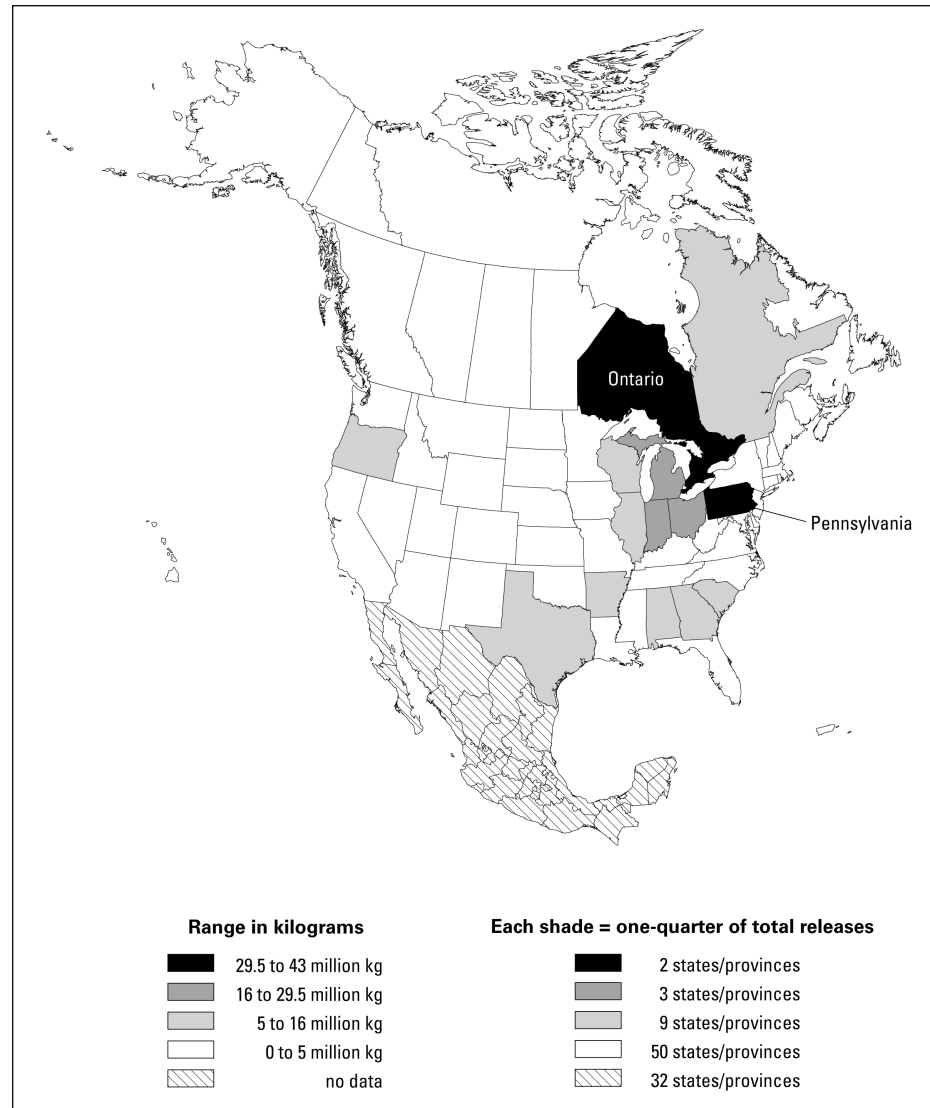 Ontario
Pennsylvania
Range in kilograms
29.5 to 43 million kg
16 to 29.5 million kg
5 to 16 million kg
0 to 5 million kg
no data
Each shade = one-quarter of total releases
2 states/provinces
3 states/provinces
9 states/provinces
50 states/provinces
32 states/provinces